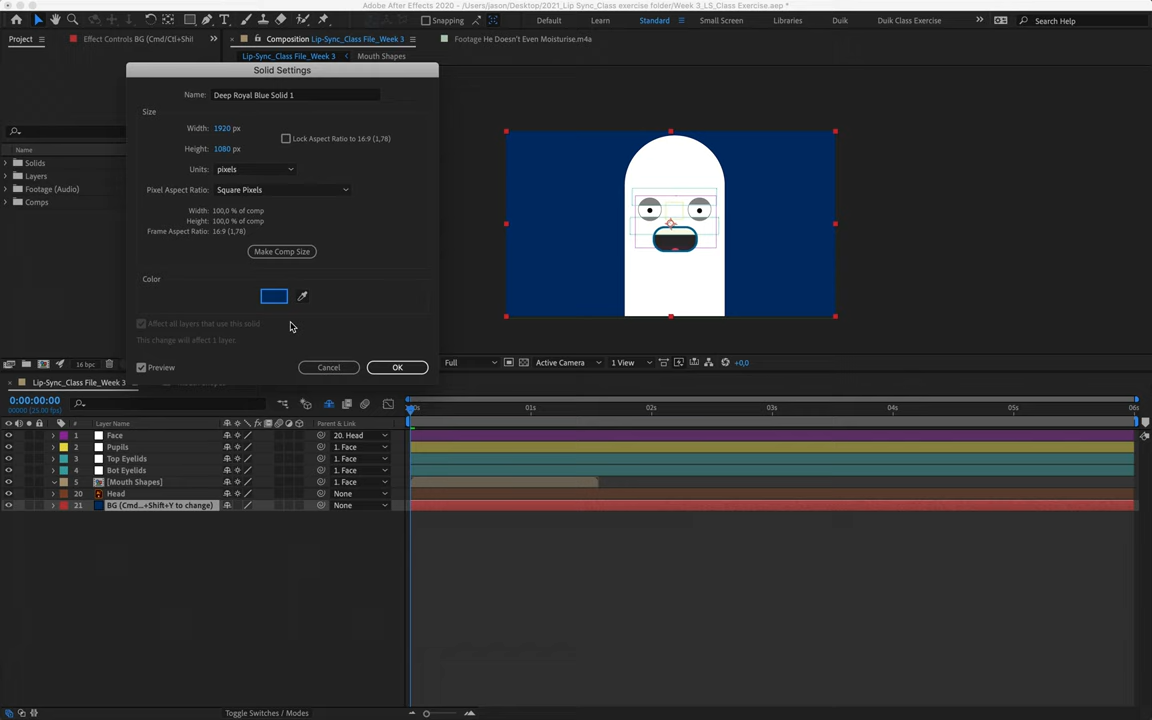 Adobe After Effects 2020 - /Users/jason/Desktop/2021_Lip Sync_Class exercise folder/Week 3_LS_Class Exercise.aep *
Snapping
Default
Learn
Standard
Small Screen
Libraries
Duik
Duik Class Exercise
Search Help
Project
Effect Controls BG (Cmd/Ctl+Shil
Composition Lip-Sync_Class File_Week 3
Footage He Doesn't Even Moisturise.m4a
Lip-Sync_Class File_Week 3
Mouth Shapes
Solid Settings
Name: Deep Royal Blue Solid 1
Size
Width: 1920 px
Lock Aspect Ratio to 16:9 (1,78)
Height: 1080 px
Units: pixels
Pixel Aspect Ratio: Square Pixels
Width: 100,0 % of comp
Height: 100,0 % of comp
Frame Aspect Ratio: 16:9 (1,78)
Make Comp Size
Color
Affect all layers that use this solid
This change will affect 1 layer.
Preview
Cancel
OK
Name
Solids
Layers
Footage (Audio)
Comps
16 bpc
Full
Active Camera
1 View
+0,0
Lip-Sync_Class File_Week 3
0:00:00:00
00000 (25.00 fps)
# Layer Name
fx
Parent & Link
01s
02s
03s
04s
05s
06s
1 Face 20. Head
2 Pupils 1. Face
3 Top Eyelids 1. Face
4 Bot Eyelids 1. Face
5 [Mouth Shapes] 1. Face
20 Head None
21 BG (Cmd...+Shift+Y to change) None
Toggle Switches / Modes